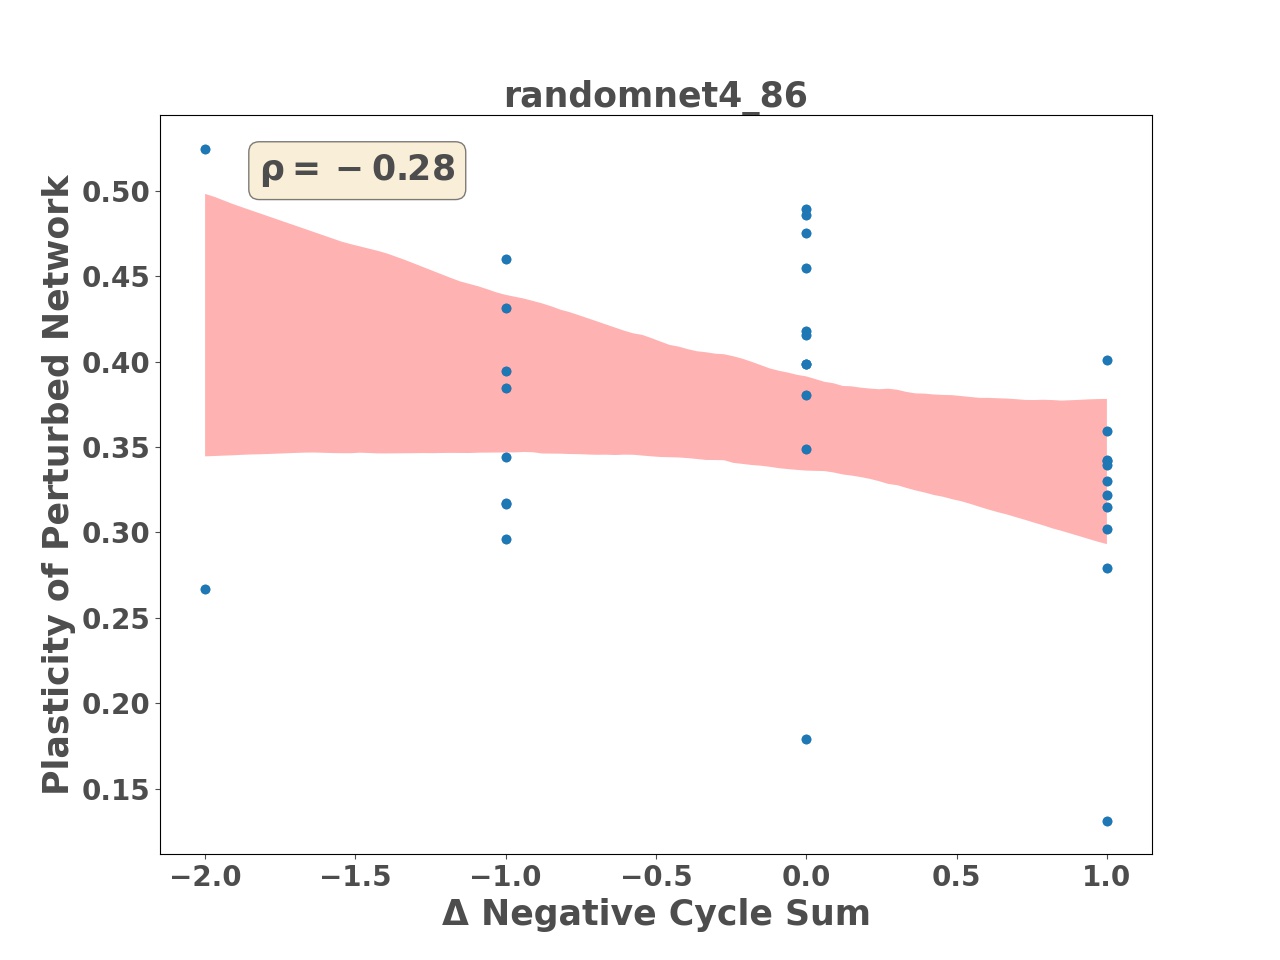 randomnet4_86
ρ = − 0.28
Plasticity of Perturbed Network
0.50
0.45
0.40
0.35
0.30
0.25
0.20
0.15
−2.0 −1.5 −1.0 −0.5 0.0 0.5 1.0
Δ Negative Cycle Sum